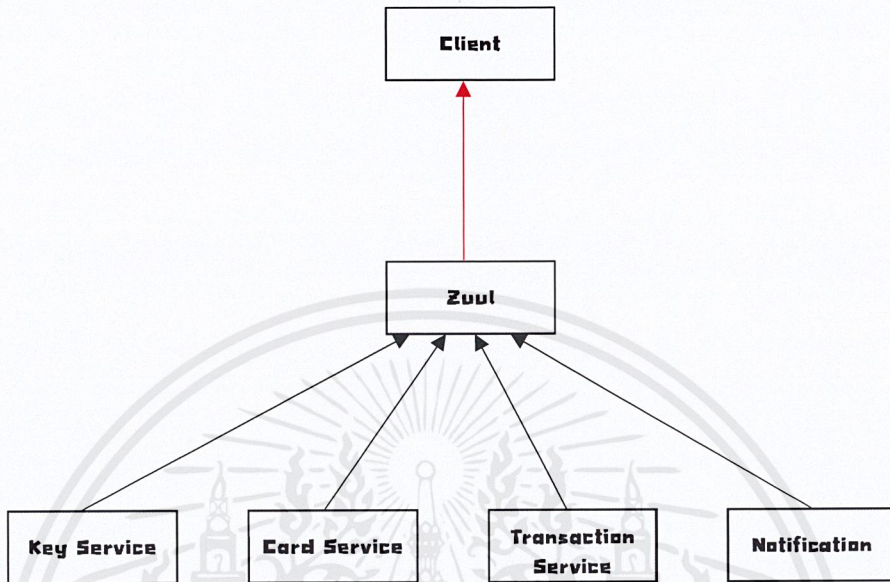 Client
Zuul
Key Service
Card Service
Transaction
Service
Notification